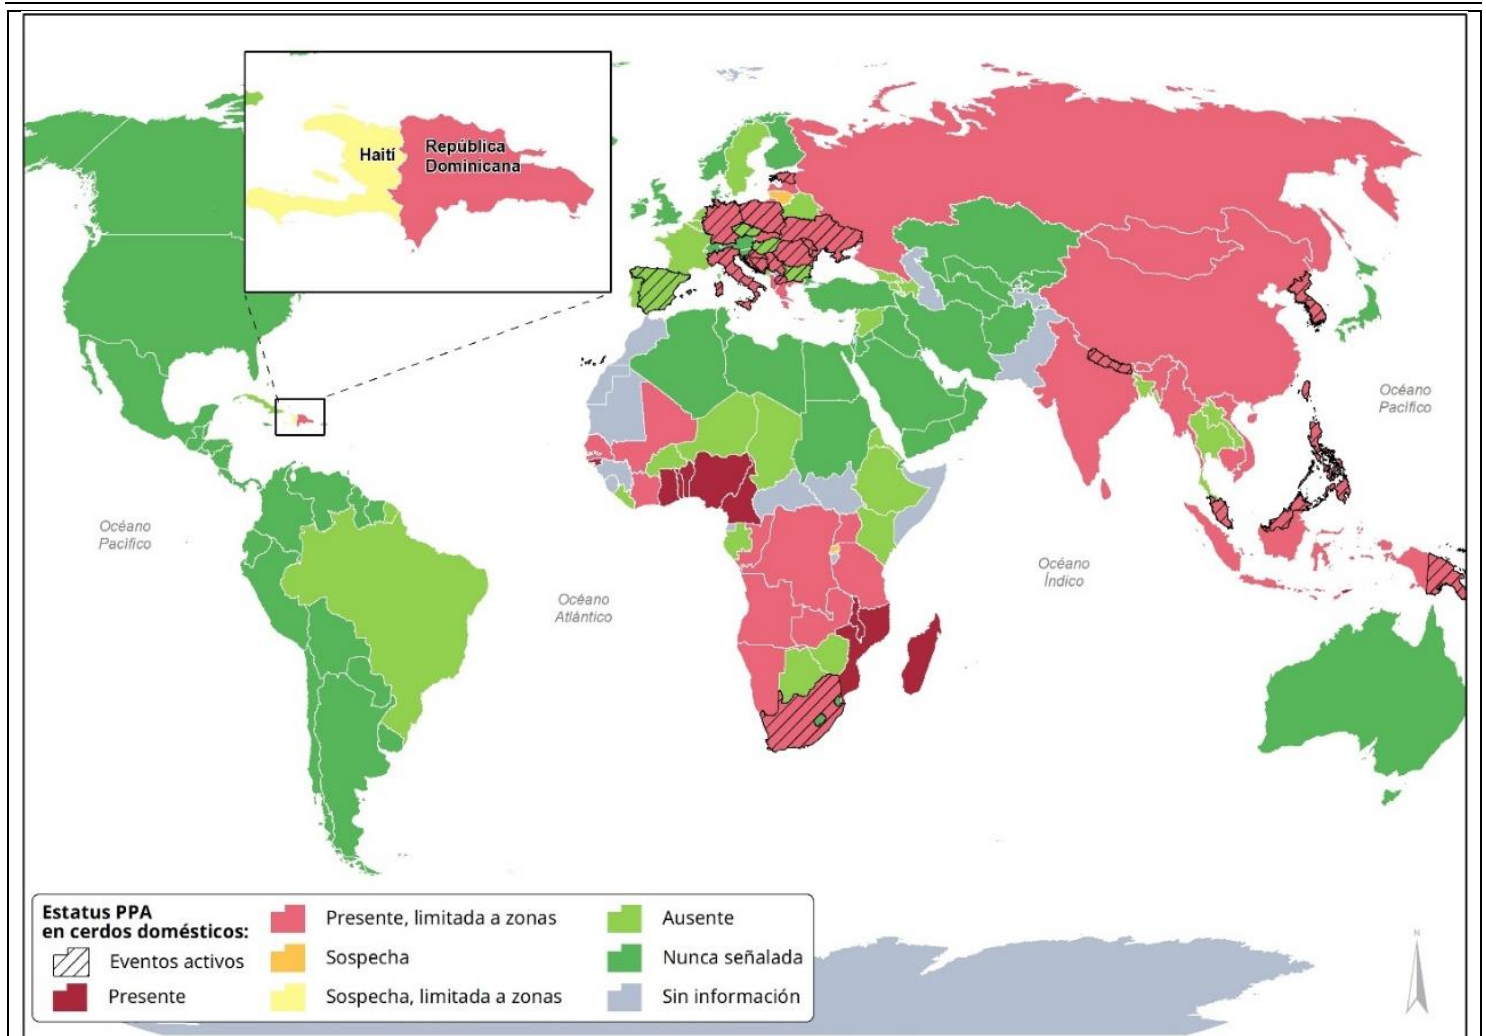 Haití
República
Dominicana
Océano
Pacífico
Océano
Pacífico
Océano
Atlántico
Océano
Índico
Estatus PPA
en cerdos domésticos:
Eventos activos
Presente
Presente, limitada a zonas
Sospecha
Sospecha, limitada a zonas
Ausente
Nunca señalada
Sin información
N